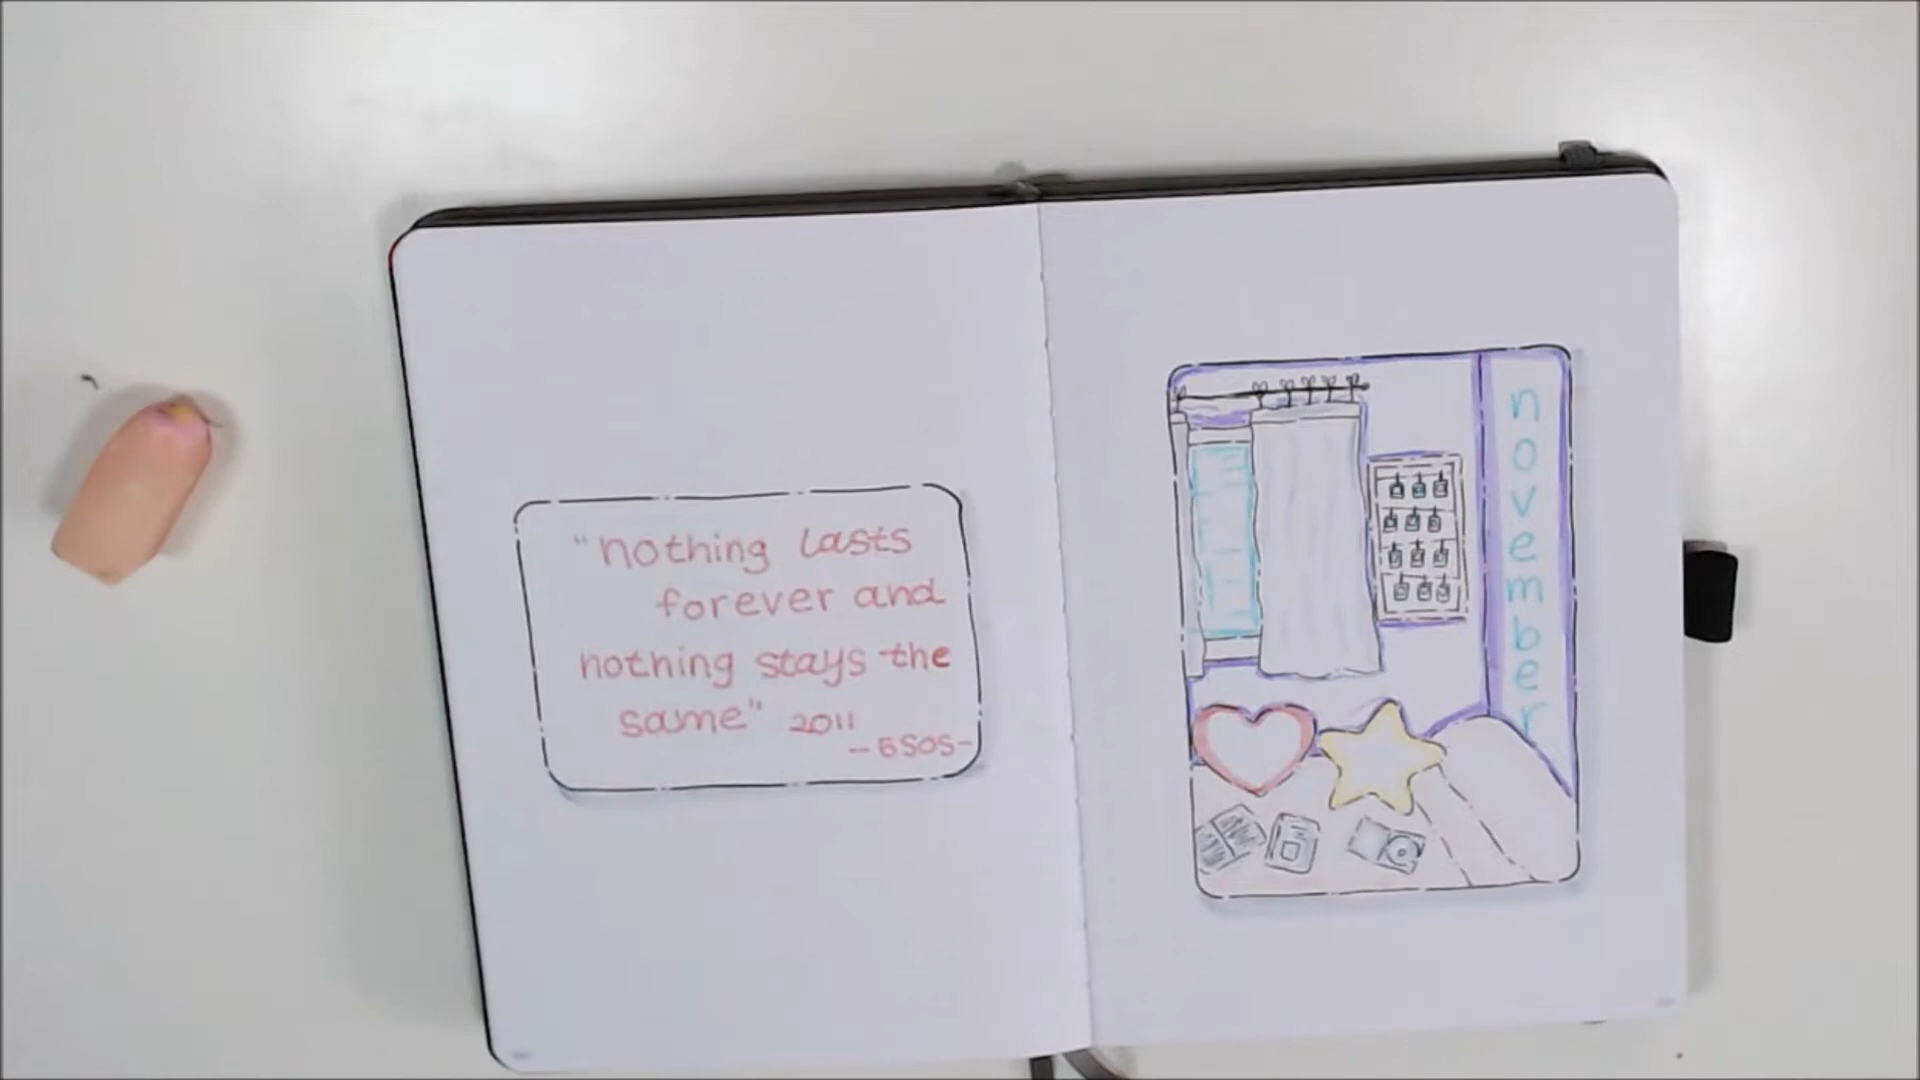 "nothing lasts
forever and
nothing stays the
same" 2011
-- 5SOS -
november